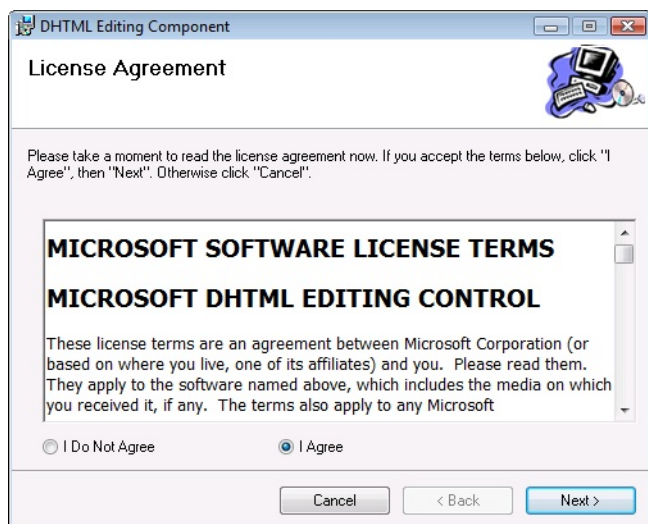 DHTML Editing Component
License Agreement
Please take a moment to read the license agreement now. If you accept the terms below, click "I
Agree", then "Next". Otherwise click "Cancel".
MICROSOFT SOFTWARE LICENSE TERMS
MICROSOFT DHTML EDITING CONTROL
These license terms are an agreement between Microsoft Corporation (or
based on where you live, one of its affiliates) and you.  Please read them.
They apply to the software named above, which includes the media on which
you received it, if any.  The terms also apply to any Microsoft
I Do Not Agree
I Agree
Cancel
< Back
Next >